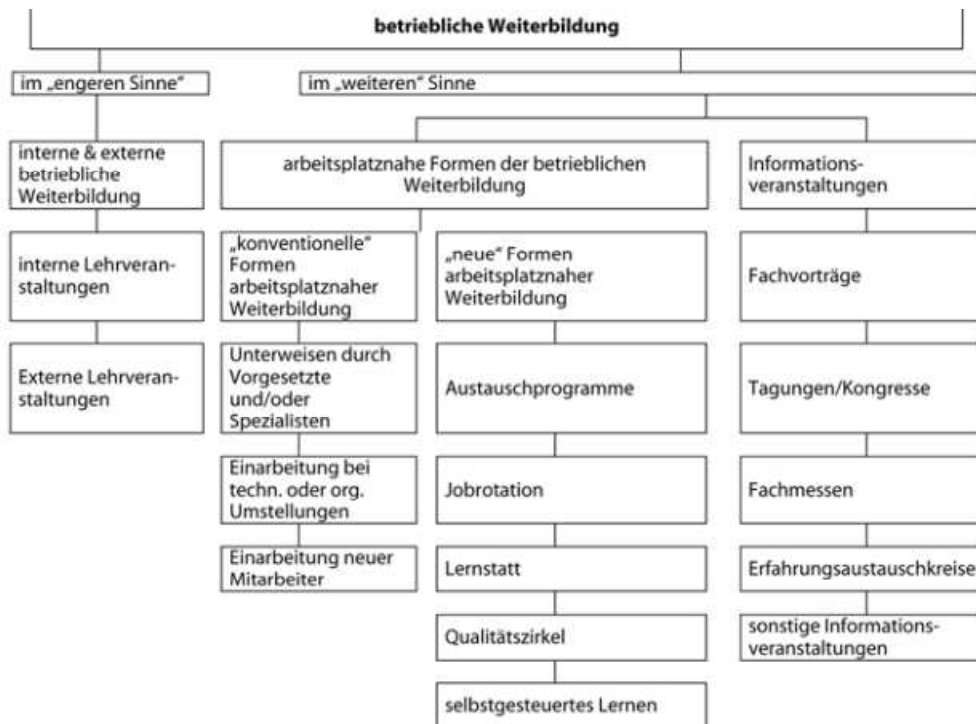 betriebliche Weiterbildung
im „engeren Sinne“
im „weiteren“ Sinne
interne & externe
betriebliche
Weiterbildung
arbeitsplatznahe Formen der betrieblichen
Weiterbildung
Informations-
veranstaltungen
interne Lehrveran-
staltungen
„konventionelle“
Formen
arbeitsplatznaher
Weiterbildung
„neue“ Formen
arbeitsplatznaher
Weiterbildung
Fachvorträge
Externe Lehrveran-
staltungen
Unterweisen durch
Vorgesetzte
und/oder
Spezialisten
Austauschprogramme
Tagungen/Kongresse
Einarbeitung bei
techn. oder org.
Umstellungen
Jobrotation
Fachmessen
Einarbeitung neuer
Mitarbeiter
Lernstatt
Erfahrungsaustauschkreise
Qualitätszirkel
sonstige Informations-
veranstaltungen
selbstgesteuertes Lernen